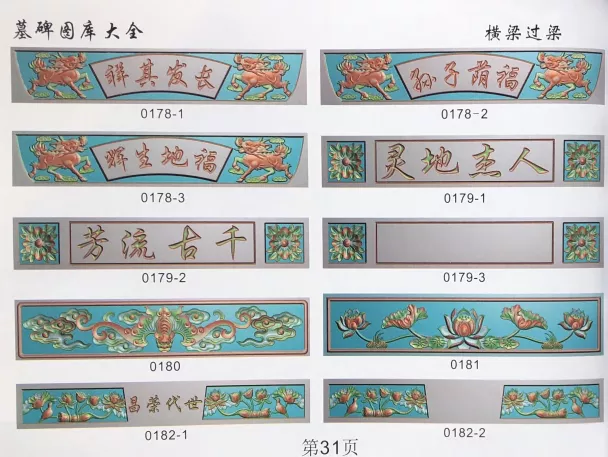 墓碑图库大全
横梁过梁
祥其发长
0178-1
孙子荫福
0178-2
辉生地福
0178-3
灵地杰人
0179-1
芳流古千
0179-2
0179-3
0180
0181
昌荣代世
0182-1
0182-2
第31页